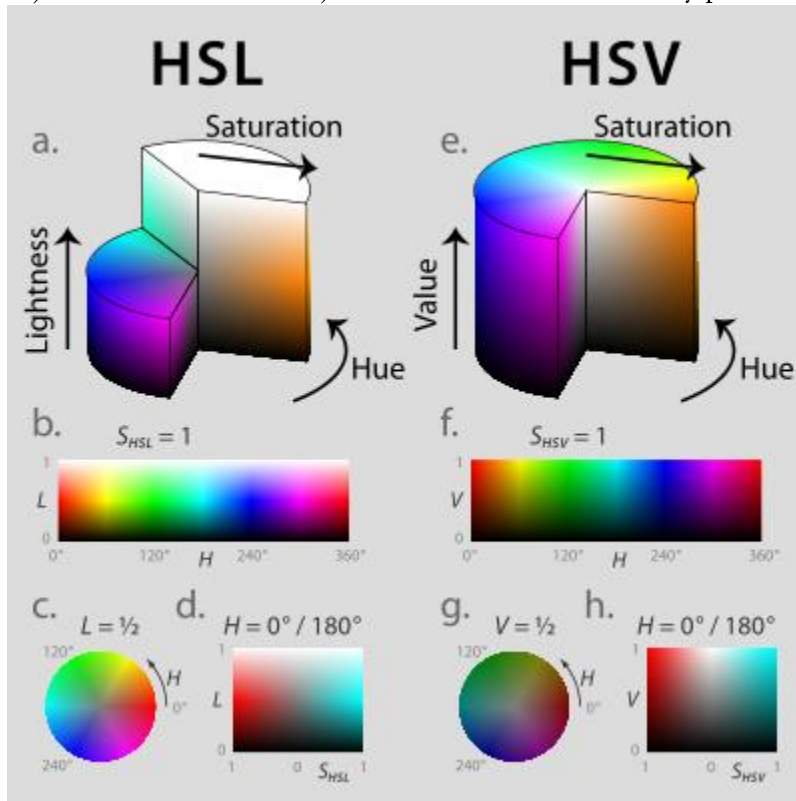 HSL
HSV
a.
Saturation
Lightness
Hue
e.
Saturation
Value
Hue
b.
S_HSL = 1
1
L
0
0° 120° 240° 360°
H
f.
S_HSV = 1
1
V
0
0° 120° 240° 360°
H
c.
L = ½
120°
H
0°
240°
d.
H = 0° / 180°
1
L
0
1 0 S_HSL 1
g.
V = ½
120°
H
0°
240°
h.
H = 0° / 180°
1
V
0
1 0 S_HSV 1